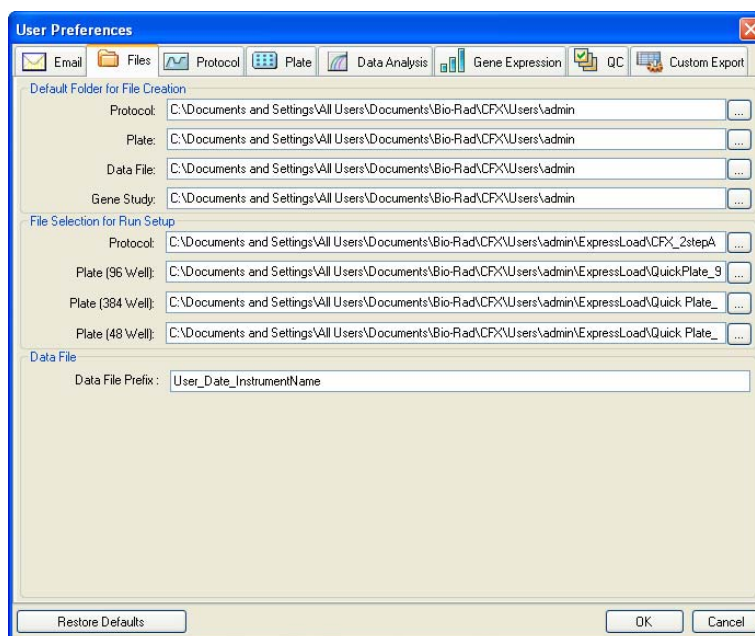 User Preferences
Email Files Protocol Plate Data Analysis Gene Expression QC Custom Export
Default Folder for File Creation
Protocol: C:\Documents and Settings\All Users\Documents\Bio-Rad\CFX\Users\admin ...
Plate: C:\Documents and Settings\All Users\Documents\Bio-Rad\CFX\Users\admin ...
Data File: C:\Documents and Settings\All Users\Documents\Bio-Rad\CFX\Users\admin ...
Gene Study: C:\Documents and Settings\All Users\Documents\Bio-Rad\CFX\Users\admin ...
File Selection for Run Setup
Protocol: C:\Documents and Settings\All Users\Documents\Bio-Rad\CFX\Users\admin\ExpressLoad\CFX_2stepA ...
Plate (96 Well): C:\Documents and Settings\All Users\Documents\Bio-Rad\CFX\Users\admin\ExpressLoad\QuickPlate_9 ...
Plate (384 Well): C:\Documents and Settings\All Users\Documents\Bio-Rad\CFX\Users\admin\ExpressLoad\Quick Plate_ ...
Plate (48 Well): C:\Documents and Settings\All Users\Documents\Bio-Rad\CFX\Users\admin\ExpressLoad\Quick Plate_ ...
Data File
Data File Prefix : User_Date_InstrumentName
Restore Defaults OK Cancel